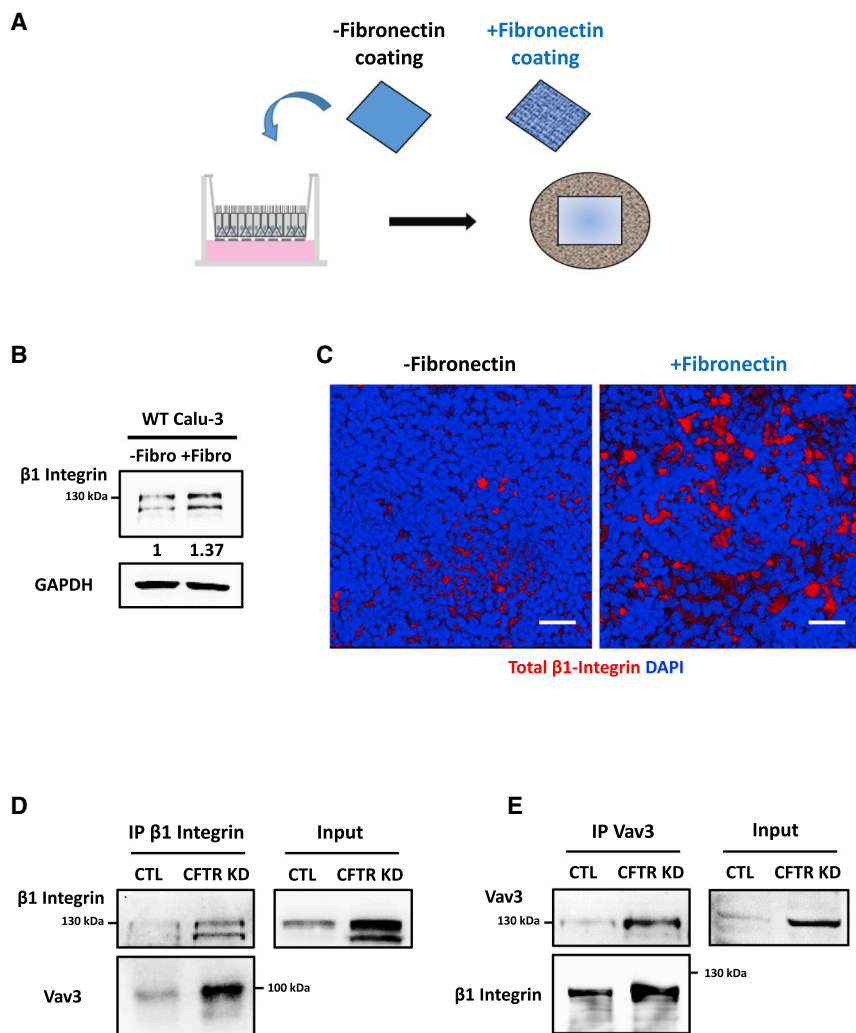 A
-Fibronectin
coating
+Fibronectin
coating
B
WT Calu-3
-Fibro +Fibro
β1 Integrin
130 kDa
1 1.37
GAPDH
C
-Fibronectin
+Fibronectin
Total β1-Integrin DAPI
D
IP β1 Integrin
Input
CTL CFTR KD
CTL CFTR KD
β1 Integrin
130 kDa
Vav3
100 kDa
E
IP Vav3
Input
CTL CFTR KD
CTL CFTR KD
Vav3
130 kDa
130 kDa
β1 Integrin